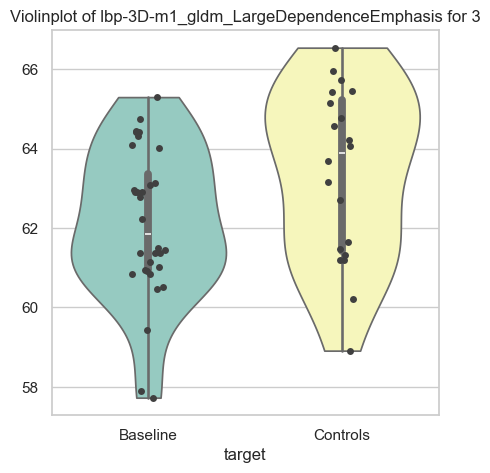 Violinplot of lbp-3D-m1_gldm_LargeDependenceEmphasis for 3
66
64
62
60
58
Baseline Controls
target